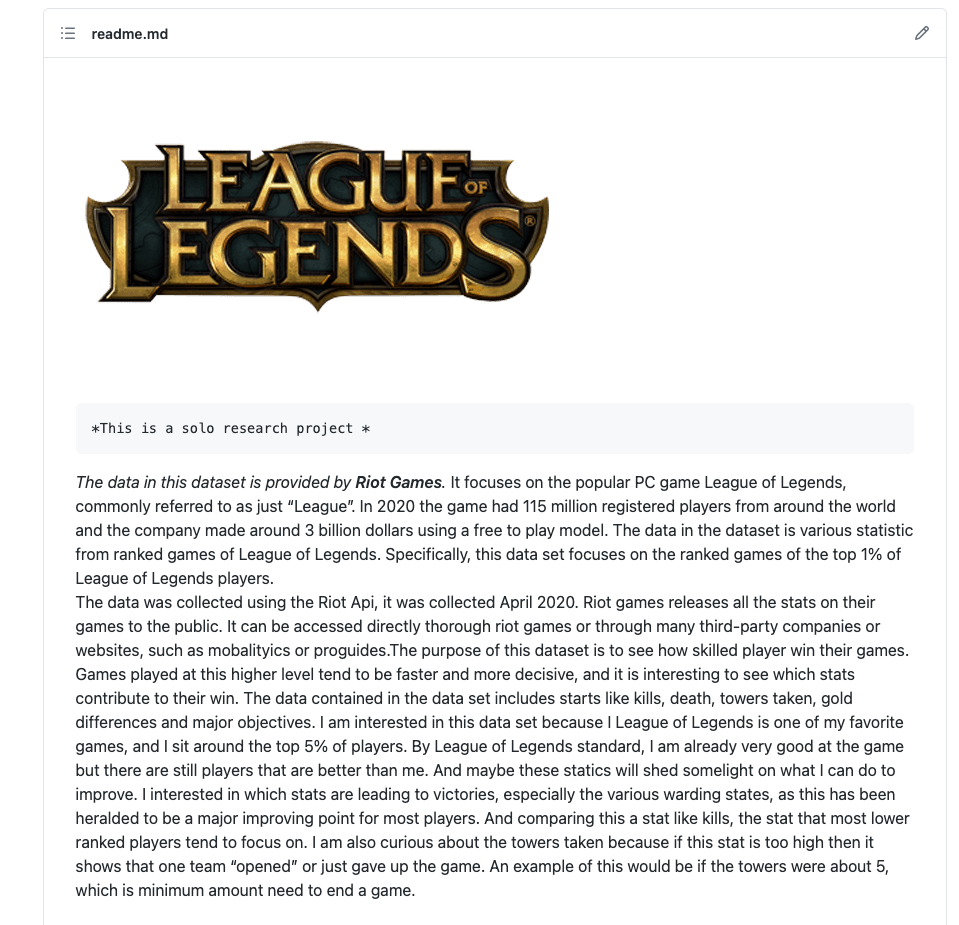 readme.md
LEAGUE OF
LEGENDS®
*This is a solo research project *
The data in this dataset is provided by Riot Games. It focuses on the popular PC game League of Legends,
commonly referred to as just “League”. In 2020 the game had 115 million registered players from around the world
and the company made around 3 billion dollars using a free to play model. The data in the dataset is various statistic
from ranked games of League of Legends. Specifically, this data set focuses on the ranked games of the top 1% of
League of Legends players.
The data was collected using the Riot Api, it was collected April 2020. Riot games releases all the stats on their
games to the public. It can be accessed directly thorough riot games or through many third-party companies or
websites, such as mobalityics or proguides.The purpose of this dataset is to see how skilled player win their games.
Games played at this higher level tend to be faster and more decisive, and it is interesting to see which stats
contribute to their win. The data contained in the data set includes starts like kills, death, towers taken, gold
differences and major objectives. I am interested in this data set because I League of Legends is one of my favorite
games, and I sit around the top 5% of players. By League of Legends standard, I am already very good at the game
but there are still players that are better than me. And maybe these statics will shed somelight on what I can do to
improve. I interested in which stats are leading to victories, especially the various warding states, as this has been
heralded to be a major improving point for most players. And comparing this a stat like kills, the stat that most lower
ranked players tend to focus on. I am also curious about the towers taken because if this stat is too high then it
shows that one team “opened” or just gave up the game. An example of this would be if the towers were about 5,
which is minimum amount need to end a game.